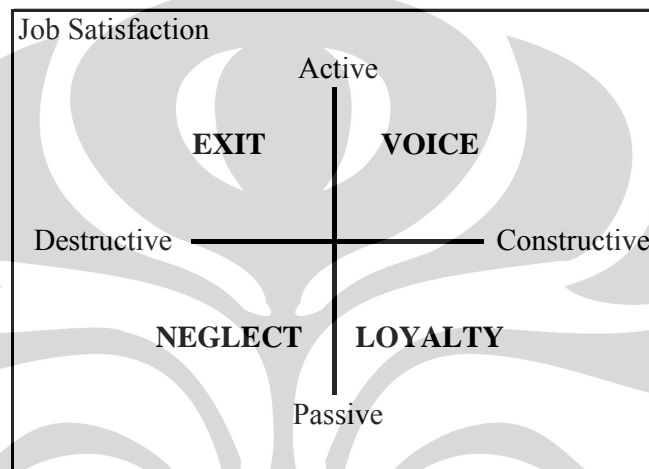 Job Satisfaction
Active
EXIT VOICE
Destructive Constructive
NEGLECT LOYALTY
Passive